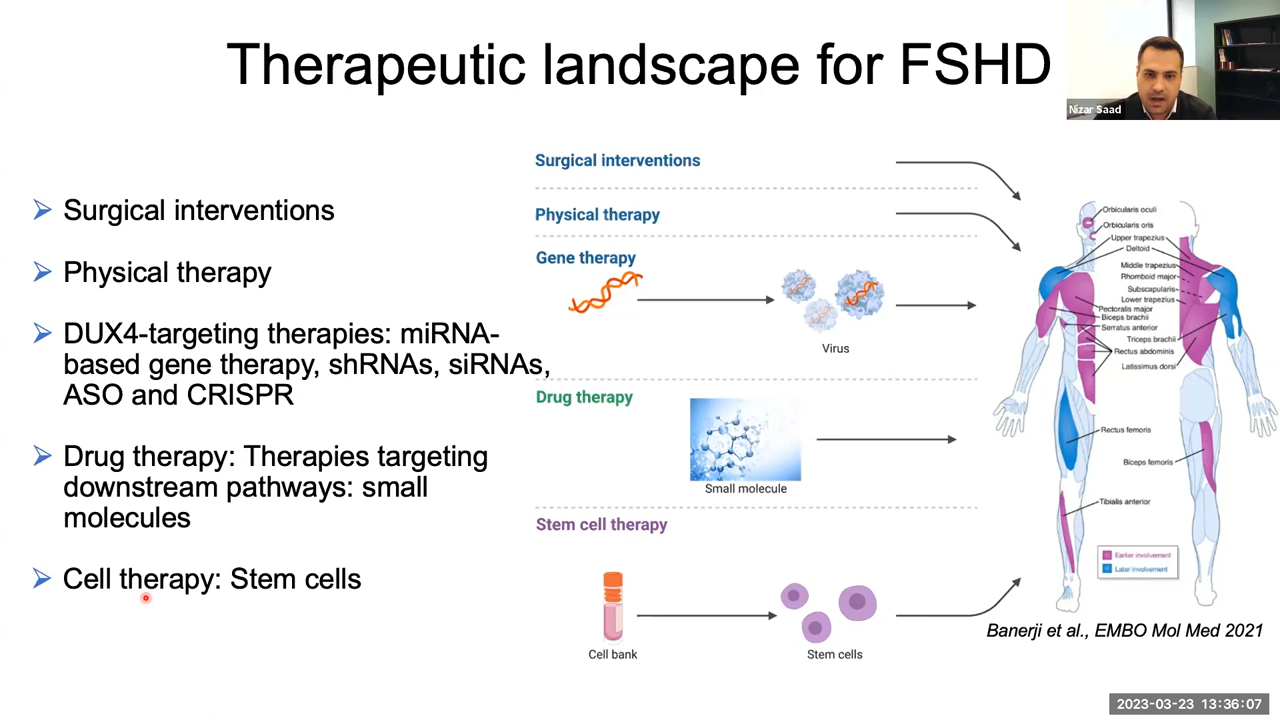 Therapeutic landscape for FSHD
Nizar Saad
Surgical interventions
Physical therapy
DUX4-targeting therapies: miRNA-
based gene therapy, shRNAs, siRNAs,
ASO and CRISPR
Drug therapy: Therapies targeting
downstream pathways: small
molecules
Cell therapy: Stem cells
Surgical interventions
Physical therapy
Gene therapy
Virus
Drug therapy
Small molecule
Stem cell therapy
Cell bank
Stem cells
Orbicularis oculi
Orbicularis oris
Upper trapezius
Deltoid
Middle trapezius
Rhomboid major
Subscapularis
Lower trapezius
Pectoralis major
Biceps brachii
Serratus anterior
Triceps brachii
Rectus abdominis
Latissimus dorsi
Rectus femoris
Biceps femoris
Tibialis anterior
Earlier involvement
Later involvement
Banerji et al., EMBO Mol Med 2021
2023-03-23 13:36:07